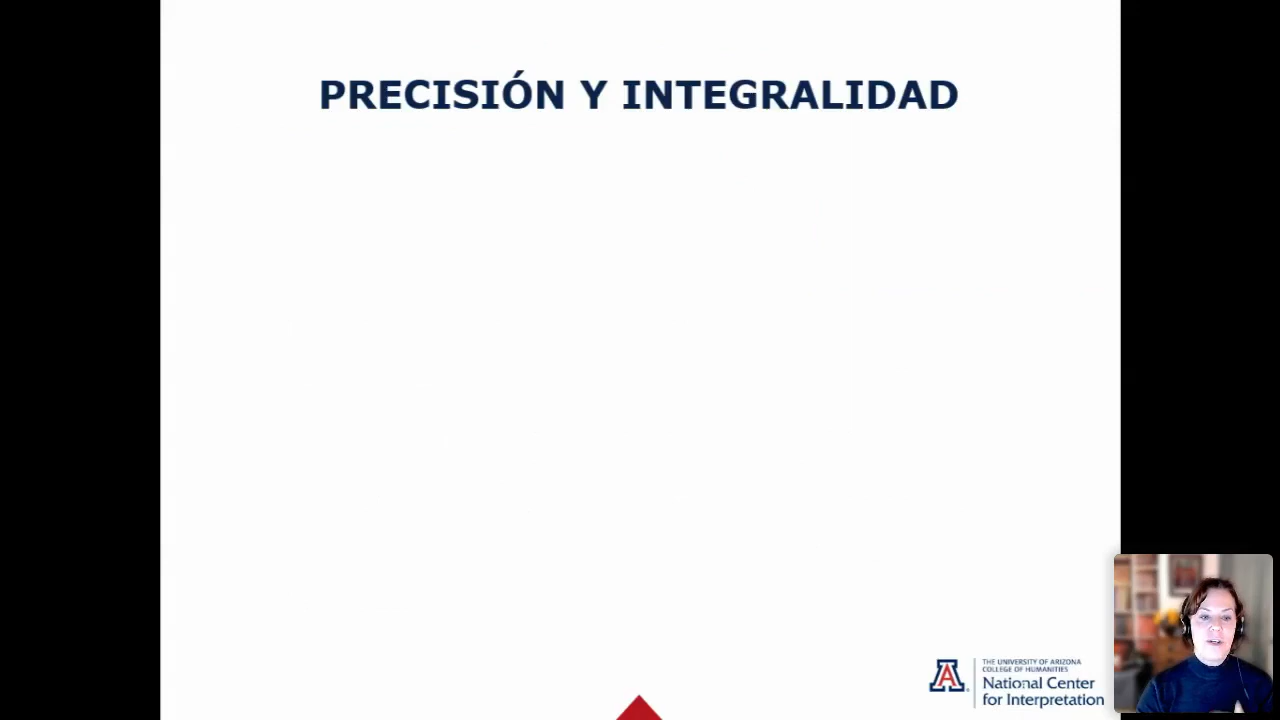 PRECISIÓN Y INTEGRALIDAD
THE UNIVERSITY OF ARIZONA
COLLEGE OF HUMANITIES
National Center
for Interpretation
A